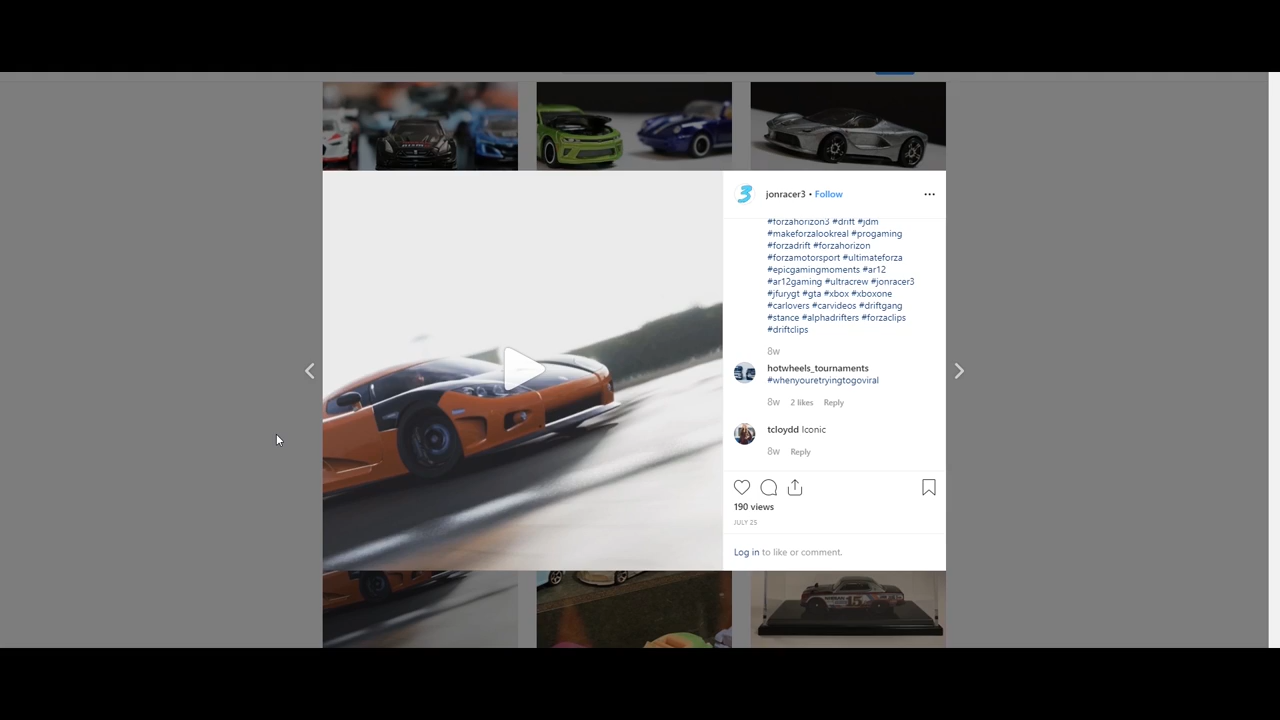 jonracer3 • Follow
#forzahorizon3 #drift #jdm
#makeforzalookreal #progaming
#forzadrift #forzahorizon
#forzamotorsport #ultimateforza
#epicgamingmoments #ar12
#ar12gaming #ultracrew #jonracer3
#jfurygt #gta #xbox #xboxone
#carlovers #carvideos #driftgang
#stance #alphadrifters #forzaclips
#driftclips
8w
hotwheels_tournaments
#whenyouretryingtogoviral
8w 2 likes Reply
tcloydd Iconic
8w Reply
190 views
JULY 25
Log in to like or comment.